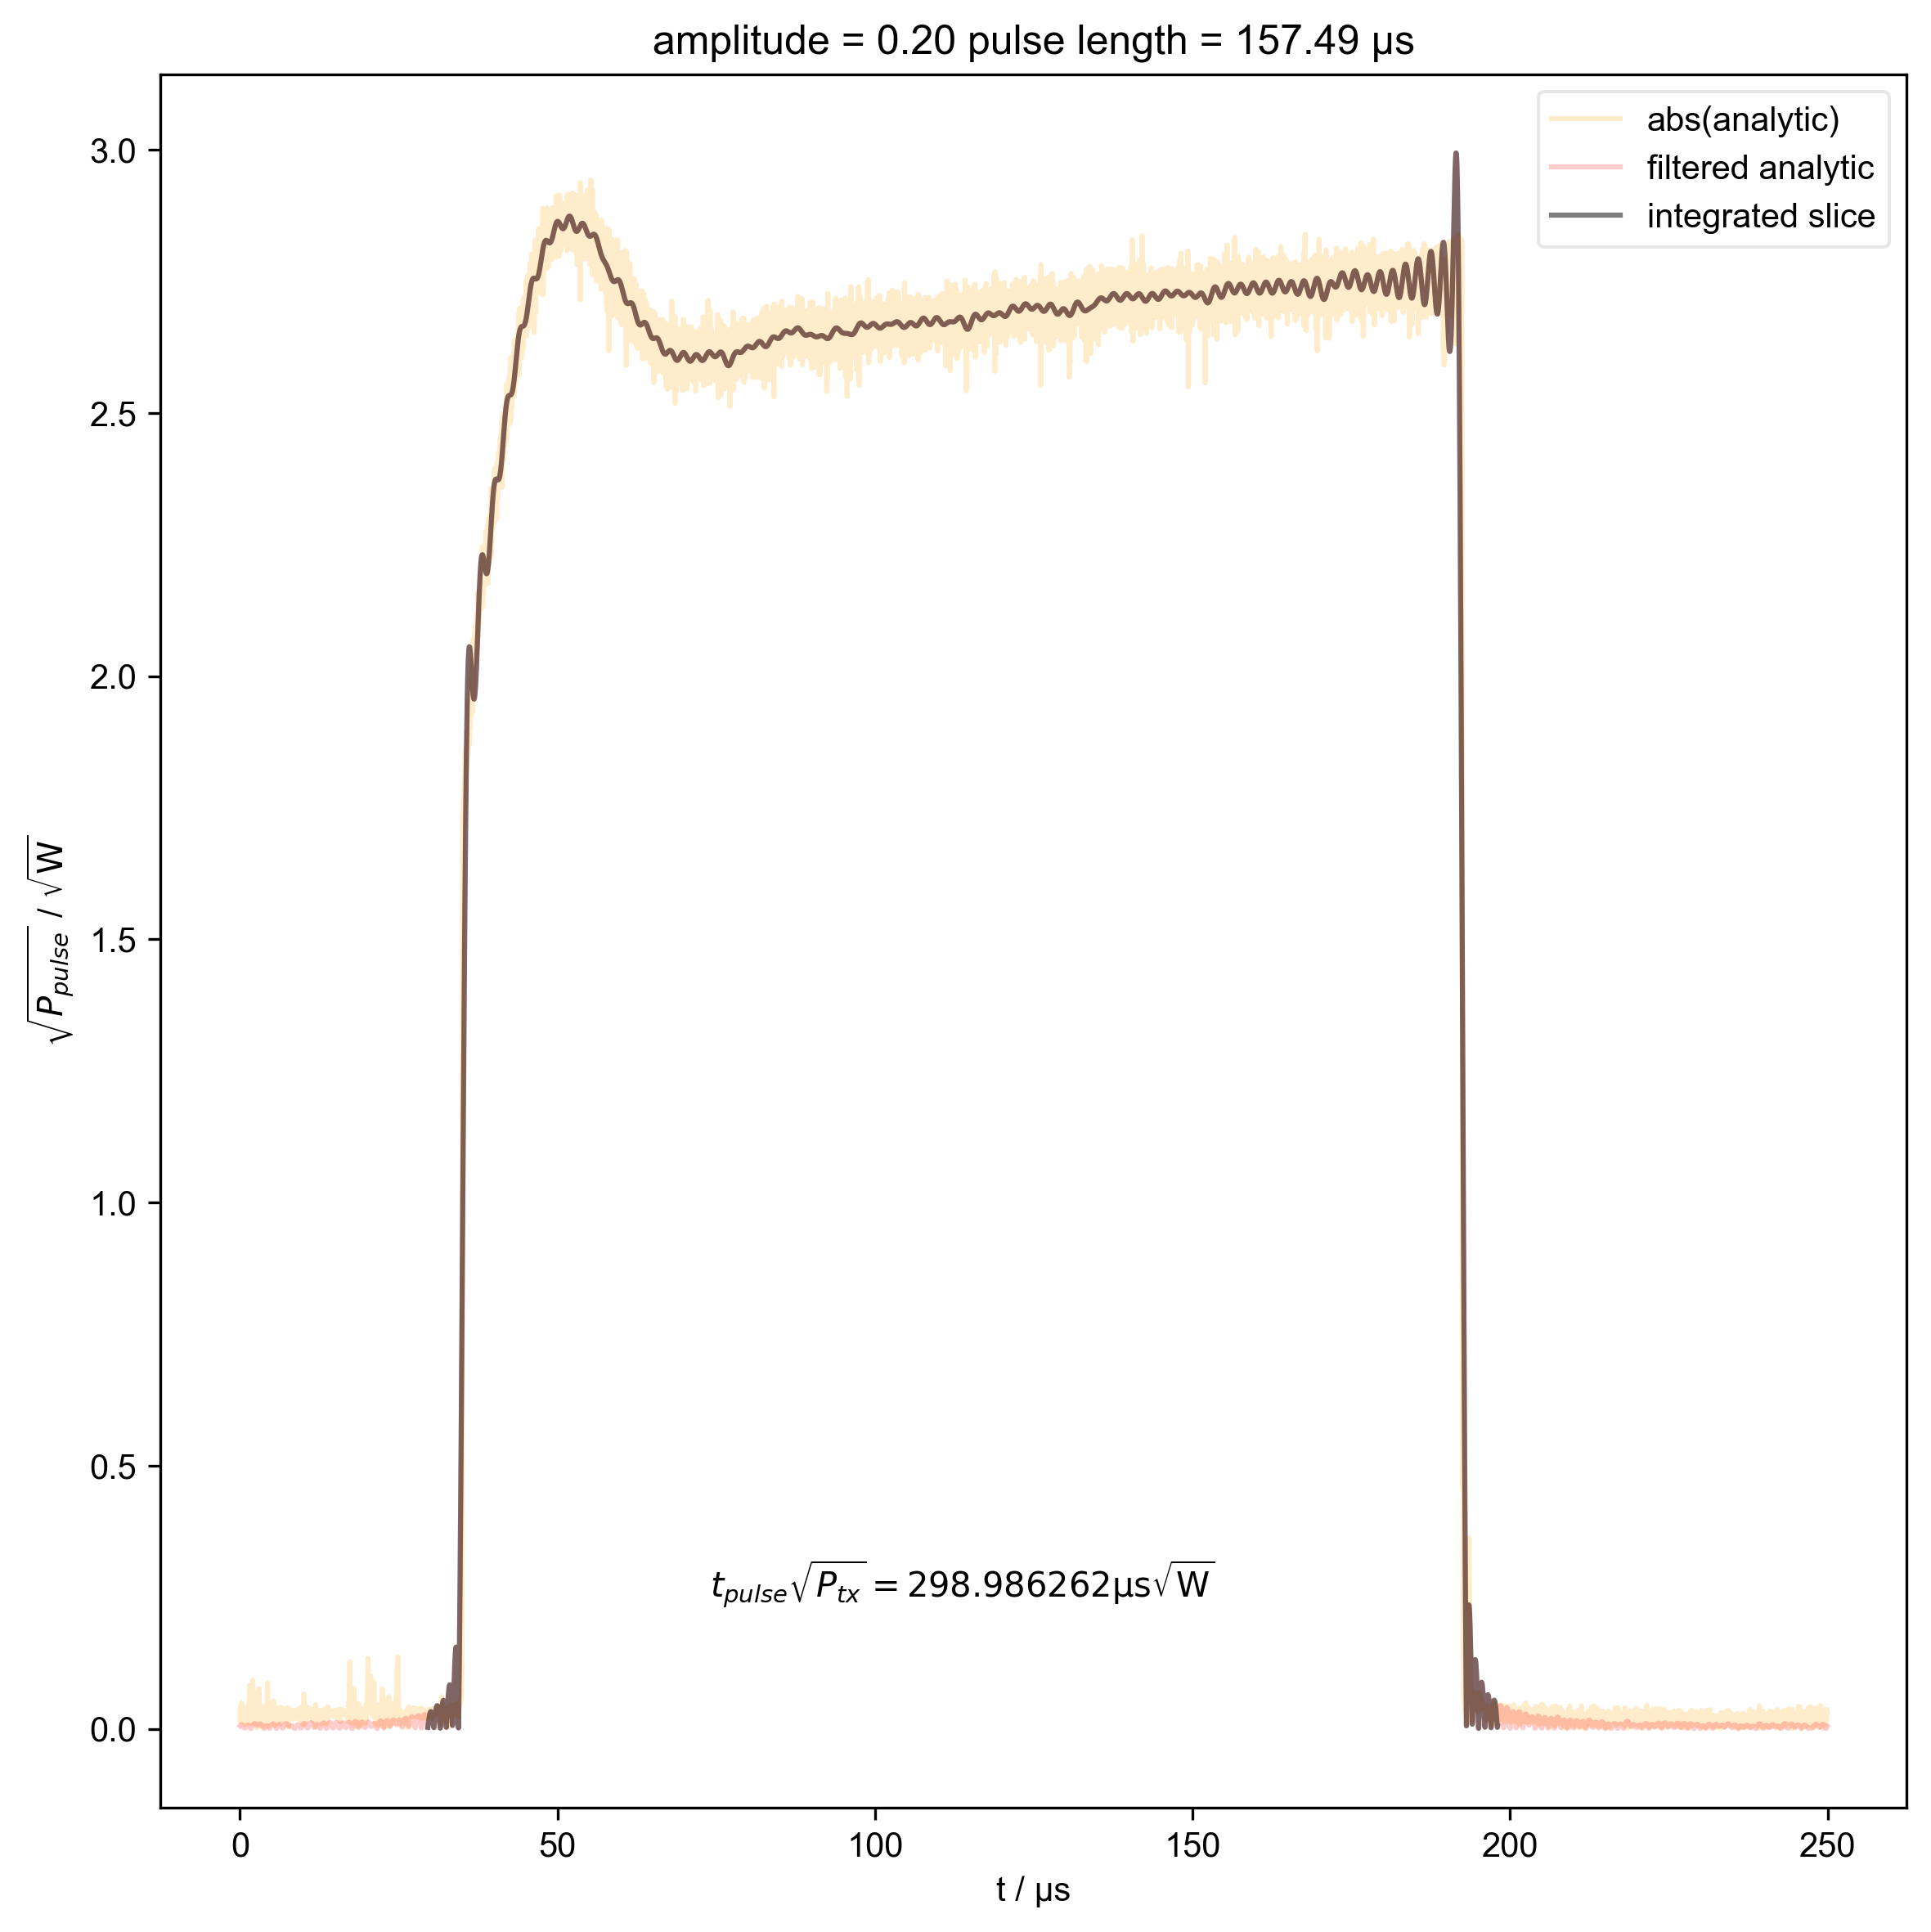 amplitude = 0.20 pulse length = 157.49 µs
abs(analytic)
filtered analytic
integrated slice
3.0
2.5
2.0
1.5
1.0
0.5
0.0
√P_pulse / √W
t_pulse√P_tx = 298.986262µs√W
0 50 100 150 200 250
t / µs